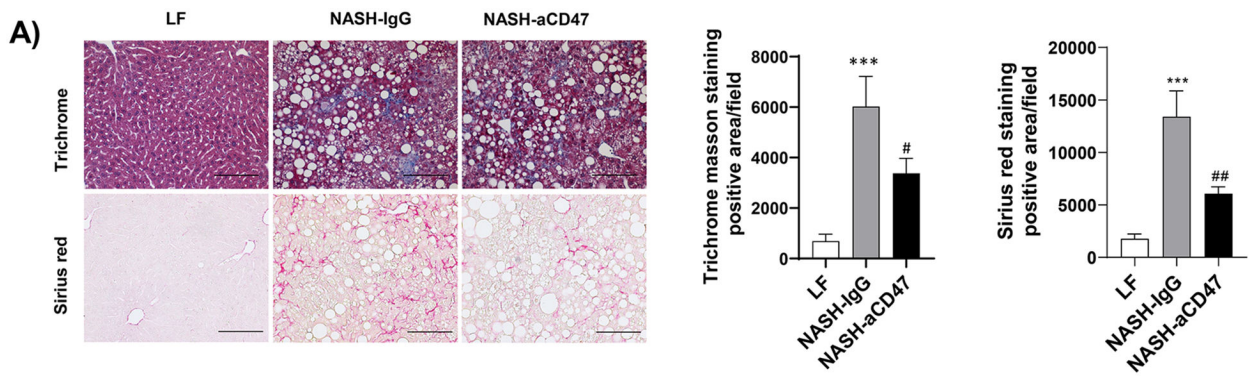 A)
LF
NASH-IgG
NASH-aCD47
Trichrome
Sirius red
Trichrome masson staining
positive area/field
8000
6000
4000
2000
0
***
#
LF
NASH-IgG
NASH-aCD47
Sirius red staining
positive area/field
20000
15000
10000
5000
0
***
##
LF
NASH-IgG
NASH-aCD47